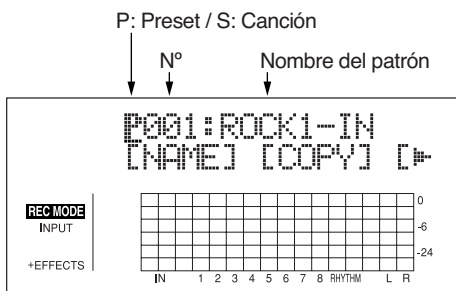 P: Preset / S: Canción
Nº Nombre del patrón
P001:ROCK1-IN
[NAME] [COPY] [
REC MODE
INPUT
+EFFECTS
0
-6
-24
IN 1 2 3 4 5 6 7 8 RHYTHM L R